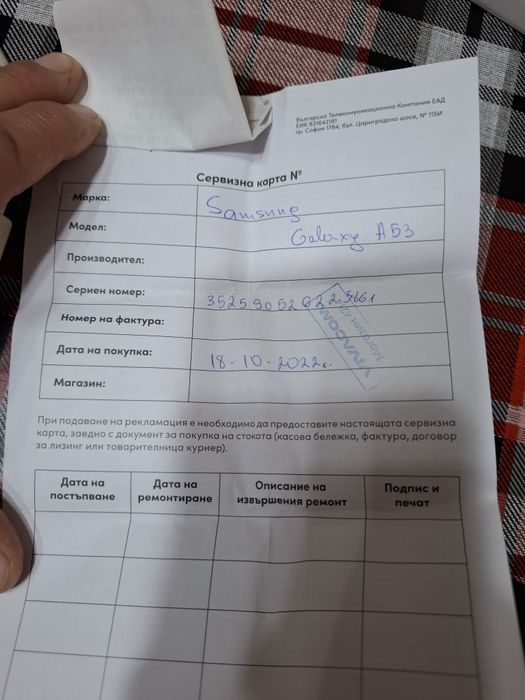 Българска Телекомуникационна Компания ЕАД
ЕИК 831642181
гр. София 1784, бул. Цариградско шосе, № 115И
Сервизна карта №
Марка: Samsung
Модел: Galaxy A53
Производител:
Сериен номер:
Номер на фактура:
VIVACOM
Магазин
Дата на покупка: 18-10-2022г.
Магазин:
При подаване на рекламация е необходимо да предоставите настоящата сервизна
карта, заедно с документ за покупка на стоката (касова бележка, фактура, договор
за лизинг или товарителница куриер).
Дата на постъпване Дата на ремонтиране Описание на извършения ремонт Подпис и печат